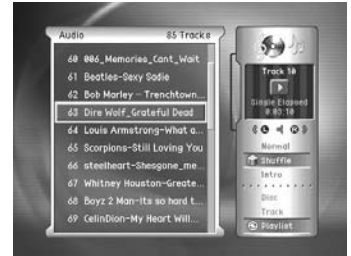 Audio 85 Tracks
60 006_Memories_Cant_Wait
61 Beatles-Sexy Sadie
62 Bob Marley - Trenchtown...
63 Dire Wolf_Grateful Dead
64 Louis Armstrong-What a...
65 Scorpions-Still Loving You
66 steelheart-Shesgone_me...
67 Whitney Houston-Greate...
68 Boyz 2 Man-Its so hard t...
69 CelinDion-My Heart Will...
Track 10
Single Elapsed
0:03:10
Normal
Shuffle
Intro
Disc
Track
Playlist